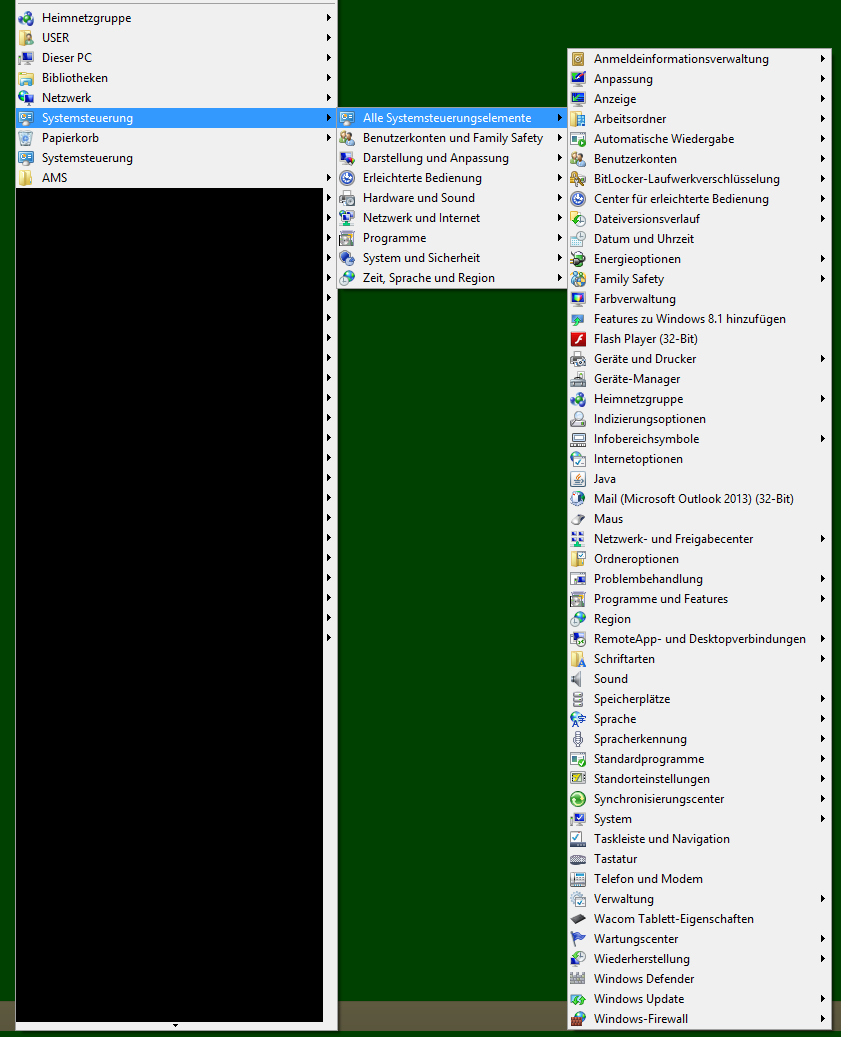 Heimnetzgruppe
USER
Dieser PC
Bibliotheken
Netzwerk
Systemsteuerung
Papierkorb
Systemsteuerung
AMS
Alle Systemsteuerungselemente
Benutzerkonten und Family Safety
Darstellung und Anpassung
Erleichterte Bedienung
Hardware und Sound
Netzwerk und Internet
Programme
System und Sicherheit
Zeit, Sprache und Region
Anmeldeinformationsverwaltung
Anpassung
Anzeige
Arbeitsordner
Automatische Wiedergabe
Benutzerkonten
BitLocker-Laufwerkverschlüsselung
Center für erleichterte Bedienung
Dateiversionsverlauf
Datum und Uhrzeit
Energieoptionen
Family Safety
Farbverwaltung
Features zu Windows 8.1 hinzufügen
Flash Player (32-Bit)
Geräte und Drucker
Geräte-Manager
Heimnetzgruppe
Indizierungsoptionen
Infobereichsymbole
Internetoptionen
Java
Mail (Microsoft Outlook 2013) (32-Bit)
Maus
Netzwerk- und Freigabecenter
Ordneroptionen
Problembehandlung
Programme und Features
Region
RemoteApp- und Desktopverbindungen
Schriftarten
Sound
Speicherplätze
Sprache
Spracherkennung
Standardprogramme
Standorteinstellungen
Synchronisierungscenter
System
Taskleiste und Navigation
Tastatur
Telefon und Modem
Verwaltung
Wacom Tablett-Eigenschaften
Wartungscenter
Wiederherstellung
Windows Defender
Windows Update
Windows-Firewall